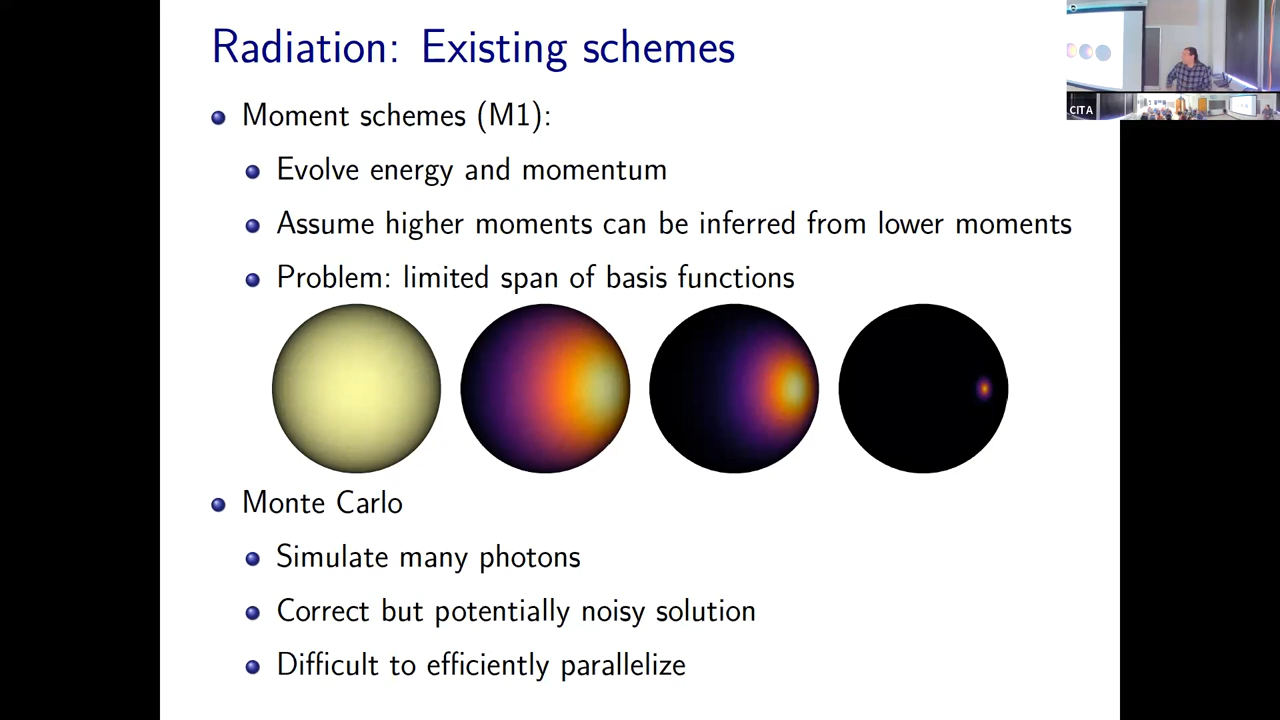 Radiation: Existing schemes
Moment schemes (M1):
Evolve energy and momentum
Assume higher moments can be inferred from lower moments
Problem: limited span of basis functions
Monte Carlo
Simulate many photons
Correct but potentially noisy solution
Difficult to efficiently parallelize
CITA